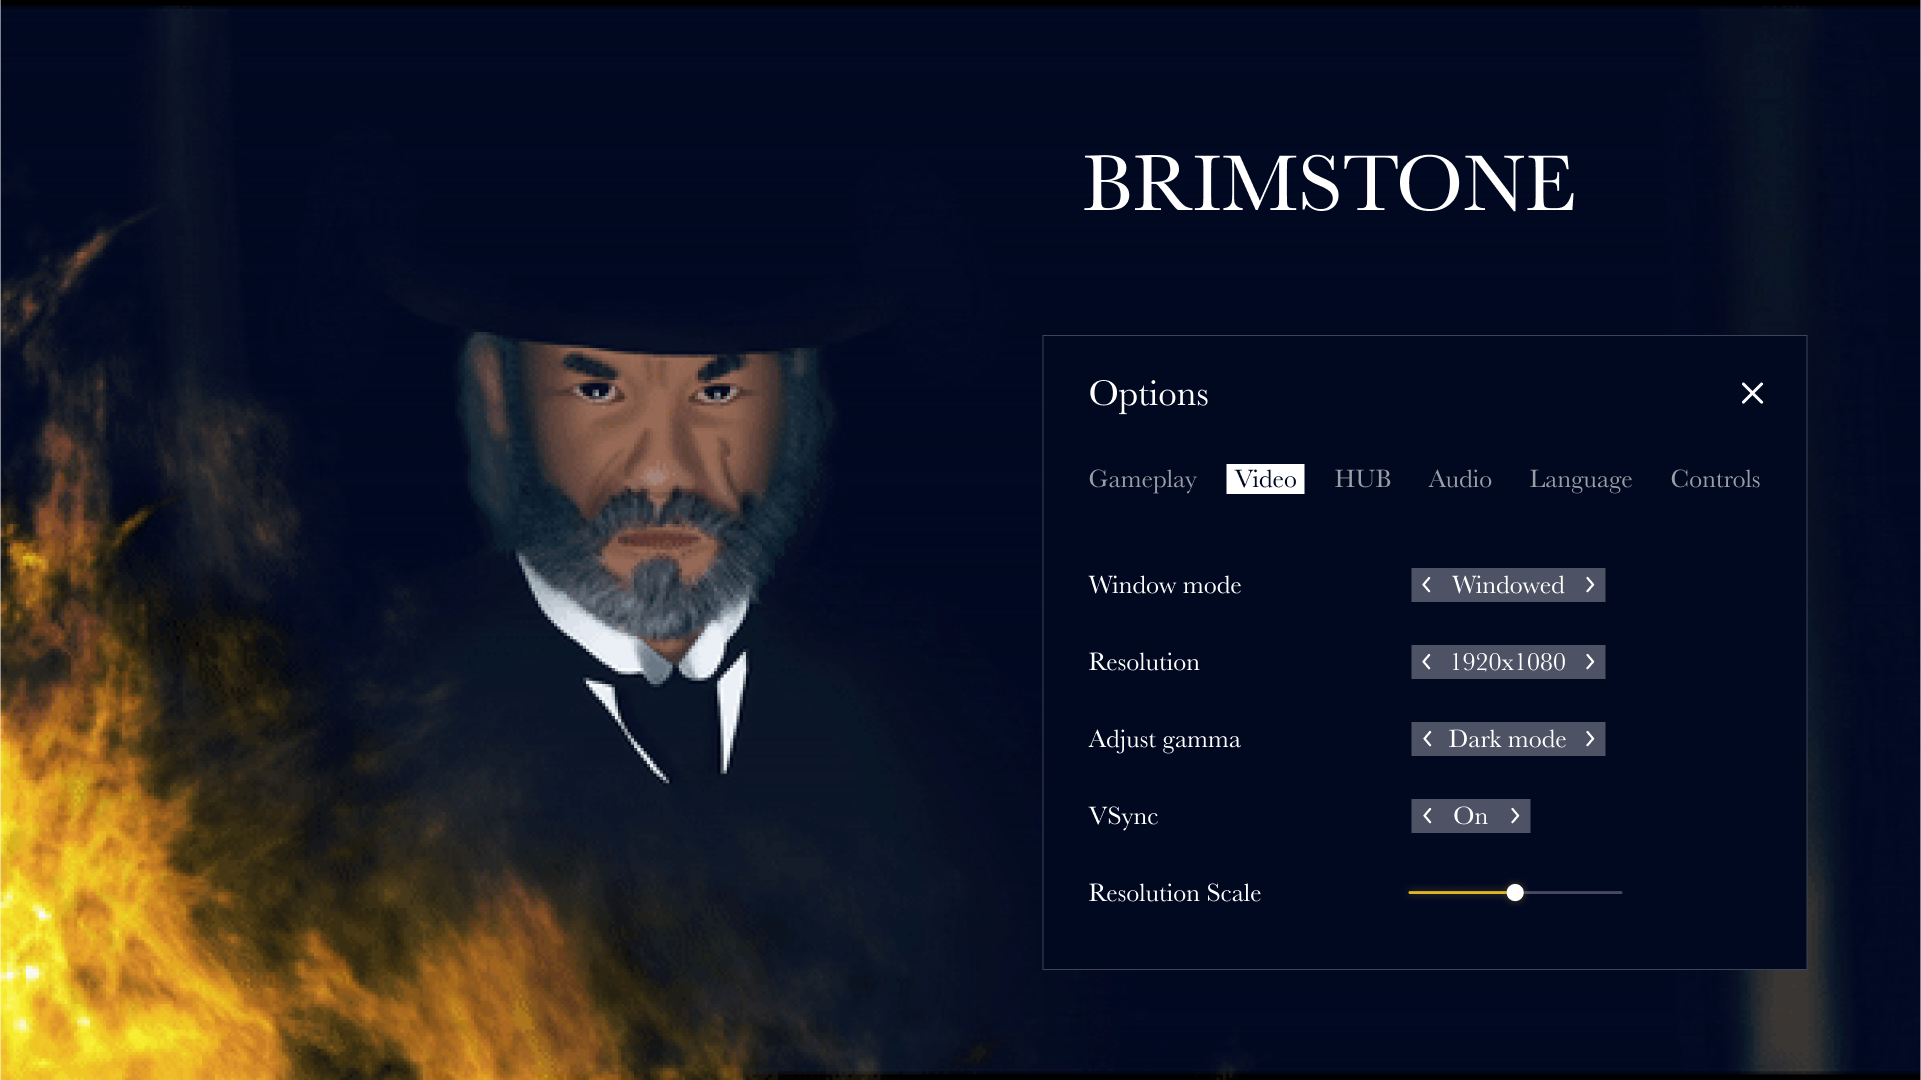 BRIMSTONE
Options
Gameplay Video HUB Audio Language Controls
Window mode Windowed
Resolution 1920x1080
Adjust gamma Dark mode
VSync On
Resolution Scale